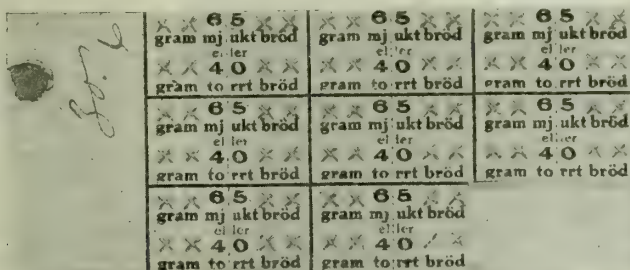 65 65 65
gram mjukt bröd gram mjukt bröd gram mjukt bröd
eller eller eller
40 40 40
gram torrt bröd gram torrt bröd gram torrt bröd
65 65 65
gram mjukt bröd gram mjukt bröd gram mjukt bröd
eller eller eller
40 40 40
gram torrt bröd gram torrt bröd gram torrt bröd
65 65
gram mjukt bröd gram mjukt bröd
eller eller
40 40
gram torrt bröd gram torrt bröd